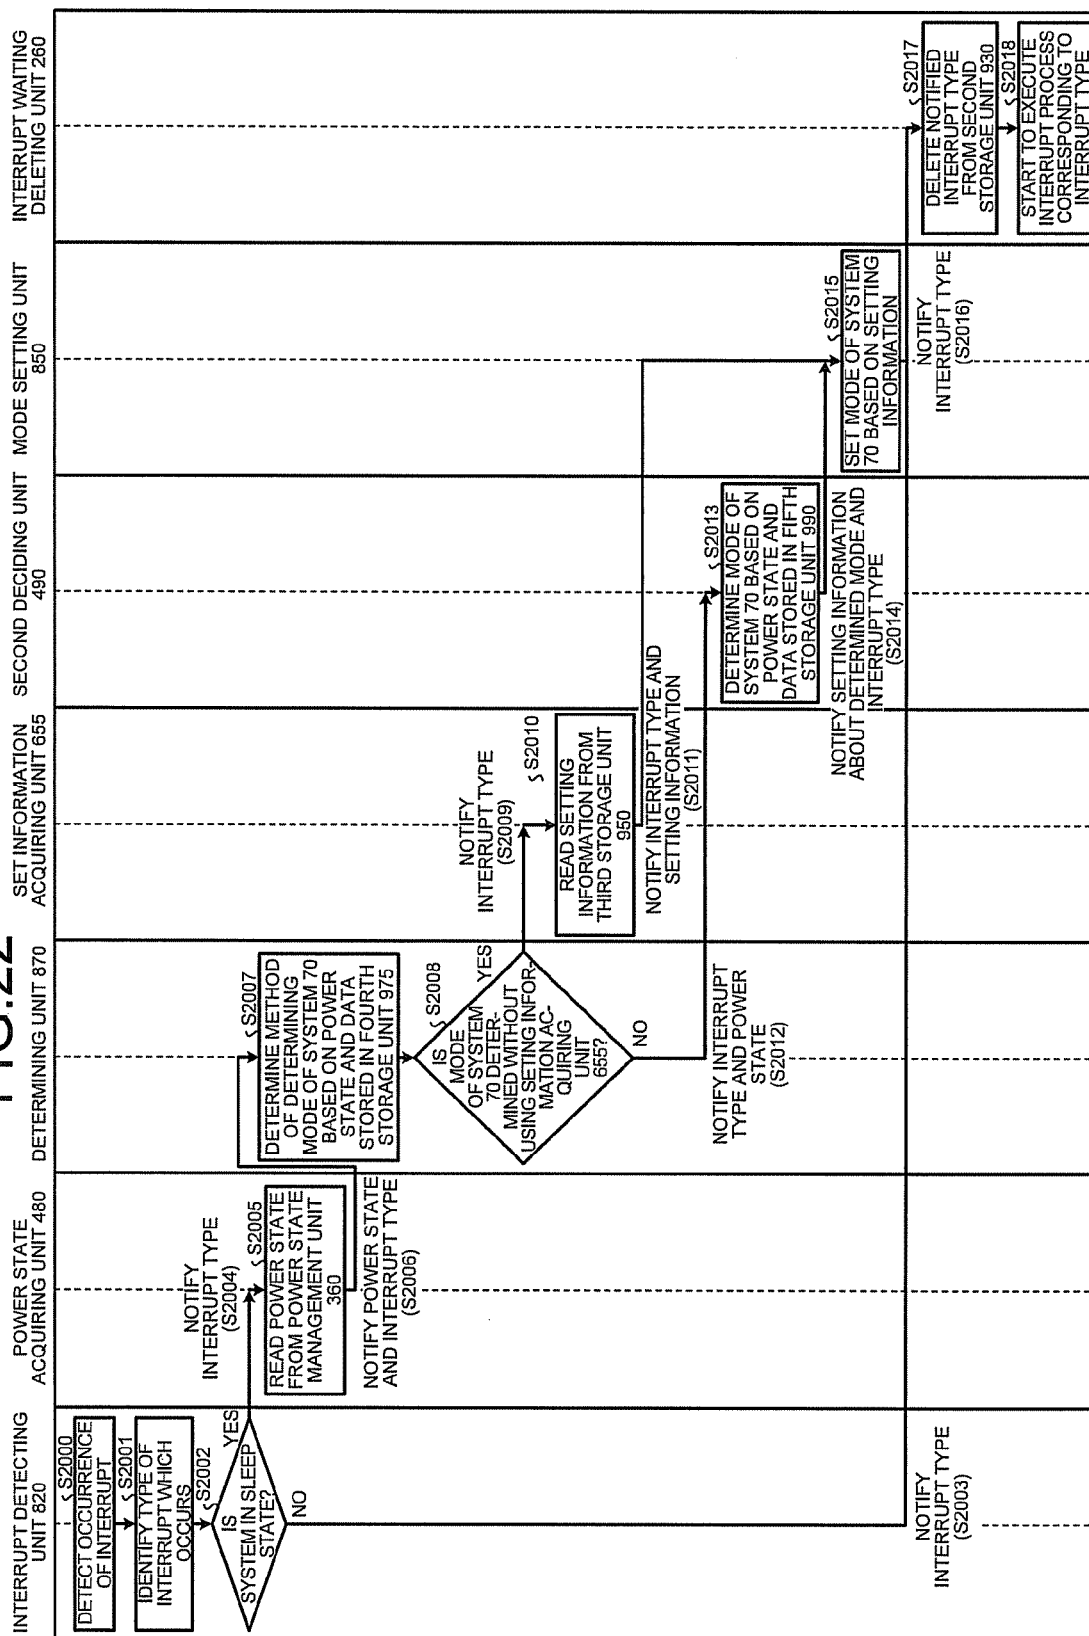 FIG.22
INTERRUPT DETECTING
UNIT 820
POWER STATE
ACQUIRING UNIT 480
DETERMINING UNIT 870
SET INFORMATION
ACQUIRING UNIT 655
SECOND DECIDING UNIT
490
MODE SETTING UNIT
850
INTERRUPT WAITING
DELETING UNIT 260
S2000
DETECT OCCURRENCE
OF INTERRUPT
S2001
IDENTIFY TYPE OF
INTERRUPT WHICH
OCCURS
S2002
IS
SYSTEM IN SLEEP
STATE?
YES
NO
NOTIFY
INTERRUPT TYPE
(S2003)
NOTIFY
INTERRUPT TYPE
(S2004)
S2005
READ POWER STATE
FROM POWER STATE
MANAGEMENT UNIT
360
NOTIFY POWER STATE
AND INTERRUPT TYPE
(S2006)
S2007
DETERMINE METHOD
OF DETERMINING
MODE OF SYSTEM 70
BASED ON POWER
STATE AND DATA
STORED IN FOURTH
STORAGE UNIT 975
S2008
IS
MODE
OF SYSTEM
70 DETER-
MINED WITHOUT
USING SETING INFOR-
MATION AC-
QUIRING
UNIT
655?
YES
NO
NOTIFY
INTERRUPT TYPE
(S2009)
S2010
READ SETTING
INFORMATION FROM
THIRD STORAGE UNIT
950
NOTIFY INTERRUPT TYPE AND
SETTING INFORMATION
(S2011)
NOTIFY INTERRUPT
TYPE AND POWER
STATE
(S2012)
S2013
DETERMINE MODE OF
SYSTEM 70 BASED ON
POWER STATE AND
DATA STORED IN FIFTH
STORAGE UNIT 990
NOTIFY SETTING INFORMATION
ABOUT DETERMINED MODE AND
INTERRUPT TYPE
(S2014)
S2015
SET MODE OF SYSTEM
70 BASED ON SETTING
INFORMATION
NOTIFY
INTERRUPT TYPE
(S2016)
S2017
DELETE NOTIFIED
INTERRUPT TYPE
FROM SECOND
STORAGE UNIT 930
S2018
START TO EXECUTE
INTERRUPT PROCESS
CORRESPONDING TO
INTERRUPT TYPE